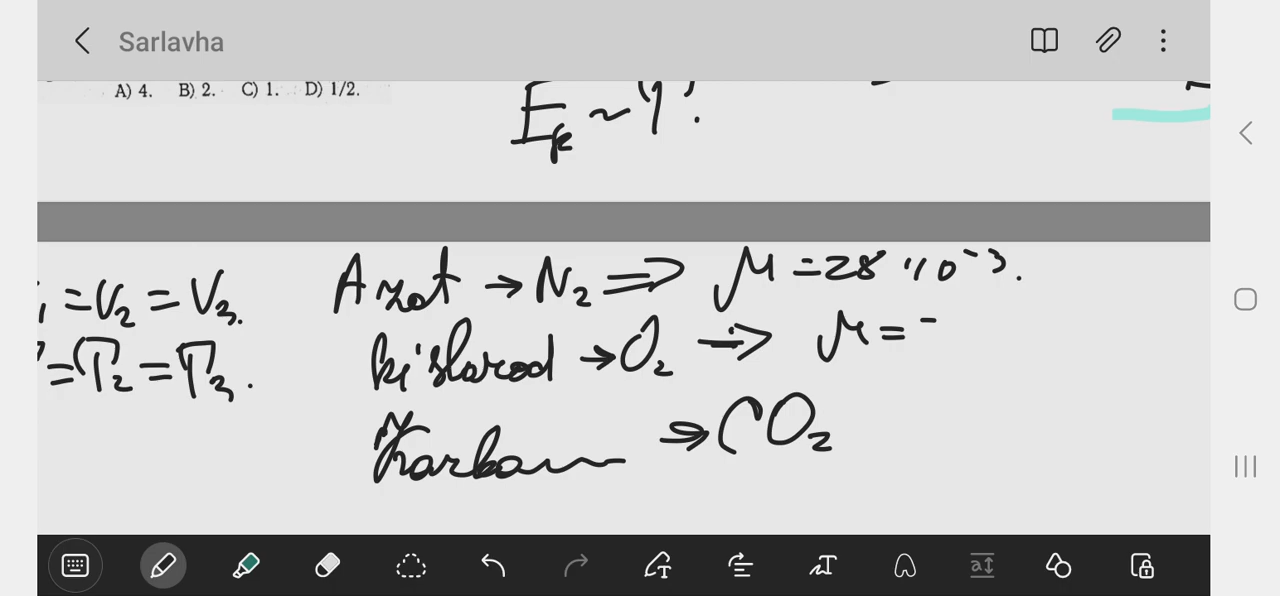 Sarlavha
A) 4. B) 2. C) 1. D) 1/2.
E_k ~
= V₂ = V₃.
= T₂ = T₃.
Azot → N₂ ⇒ μ = 28·10⁻³.
kislorod → O₂ → μ =
Karbon → CO₂